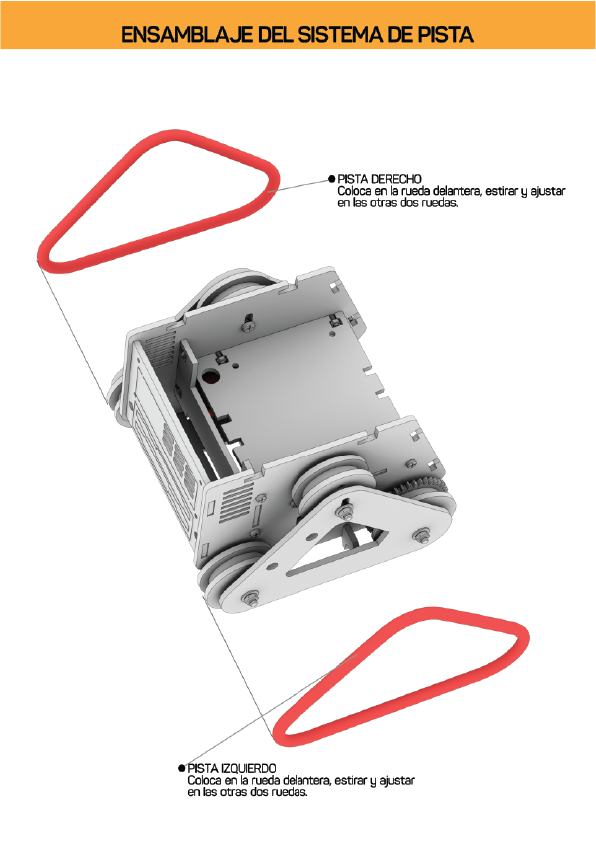 ENSAMBLAJE DEL SISTEMA DE PISTA
PISTA DERECHO
Coloca en la rueda delantera, estirar y ajustar
en las otras dos ruedas.
PISTA IZQUIERDO
Coloca en la rueda delantera, estirar y ajustar
en las otras dos ruedas.